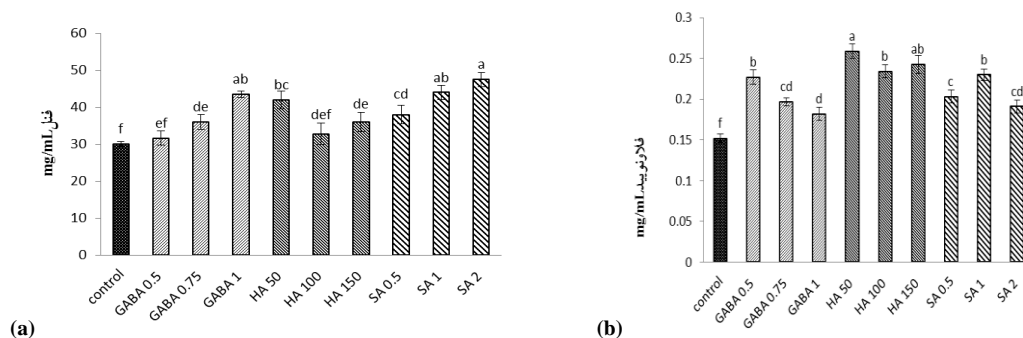 60
50
40
30
20
10
0
فنل mg/mL
f
ef
de
ab
bc
def
de
cd
ab
a
control
GABA 0.5
GABA 0.75
GABA 1
HA 50
HA 100
HA 150
SA 0.5
SA 1
SA 2
(a)
0.3
0.25
0.2
0.15
0.1
0.05
0
فلاونویید mg/mL
f
b
cd
d
a
b
ab
c
b
cd
control
GABA 0.5
GABA 0.75
GABA 1
HA 50
HA 100
HA 150
SA 0.5
SA 1
SA 2
(b)